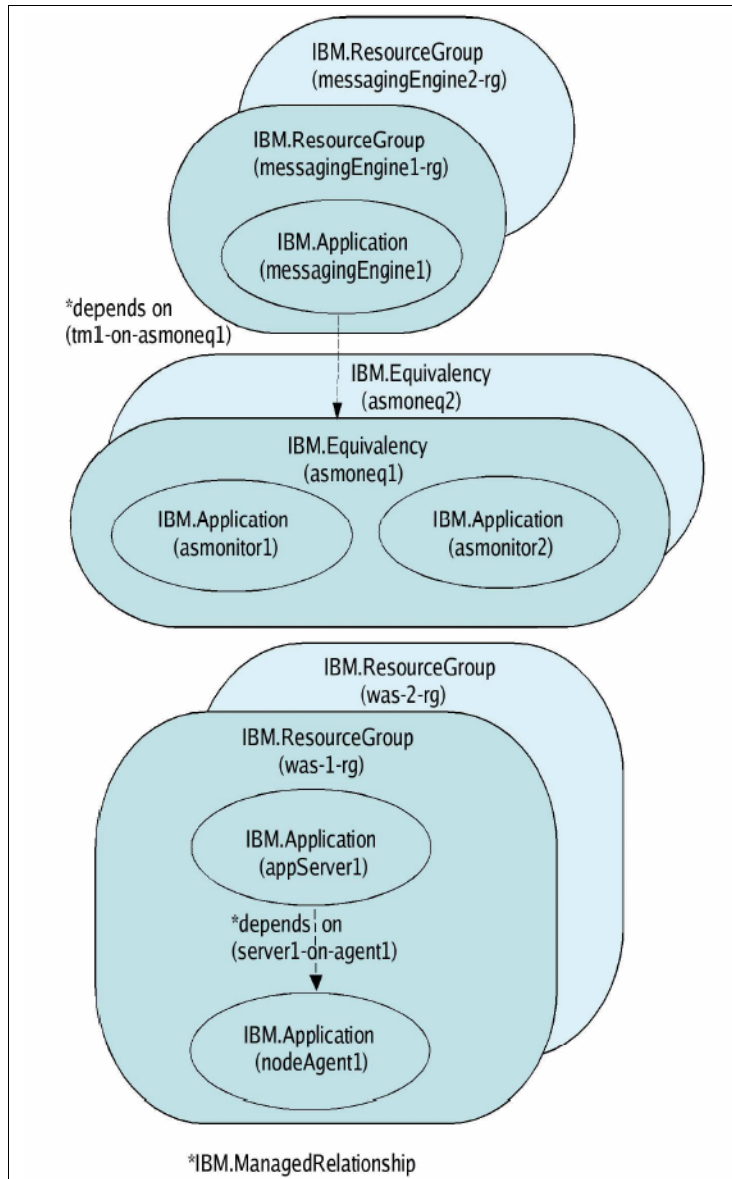 IBM.ResourceGroup
(messagingEngine2-rg)
IBM.ResourceGroup
(messagingEngine1-rg)
IBM.Application
(messagingEngine1)
*depends on
(tm1-on-asmoneq1)
IBM.Equivalency
(asmoneq2)
IBM.Equivalency
(asmoneq1)
IBM.Application
(asmonitor1)
IBM.Application
(asmonitor2)
IBM.ResourceGroup
(was-2-rg)
IBM.ResourceGroup
(was-1-rg)
IBM.Application
(appServer1)
*depends on
(server1-on-agent1)
IBM.Application
(nodeAgent1)
*IBM.ManagedRelationship